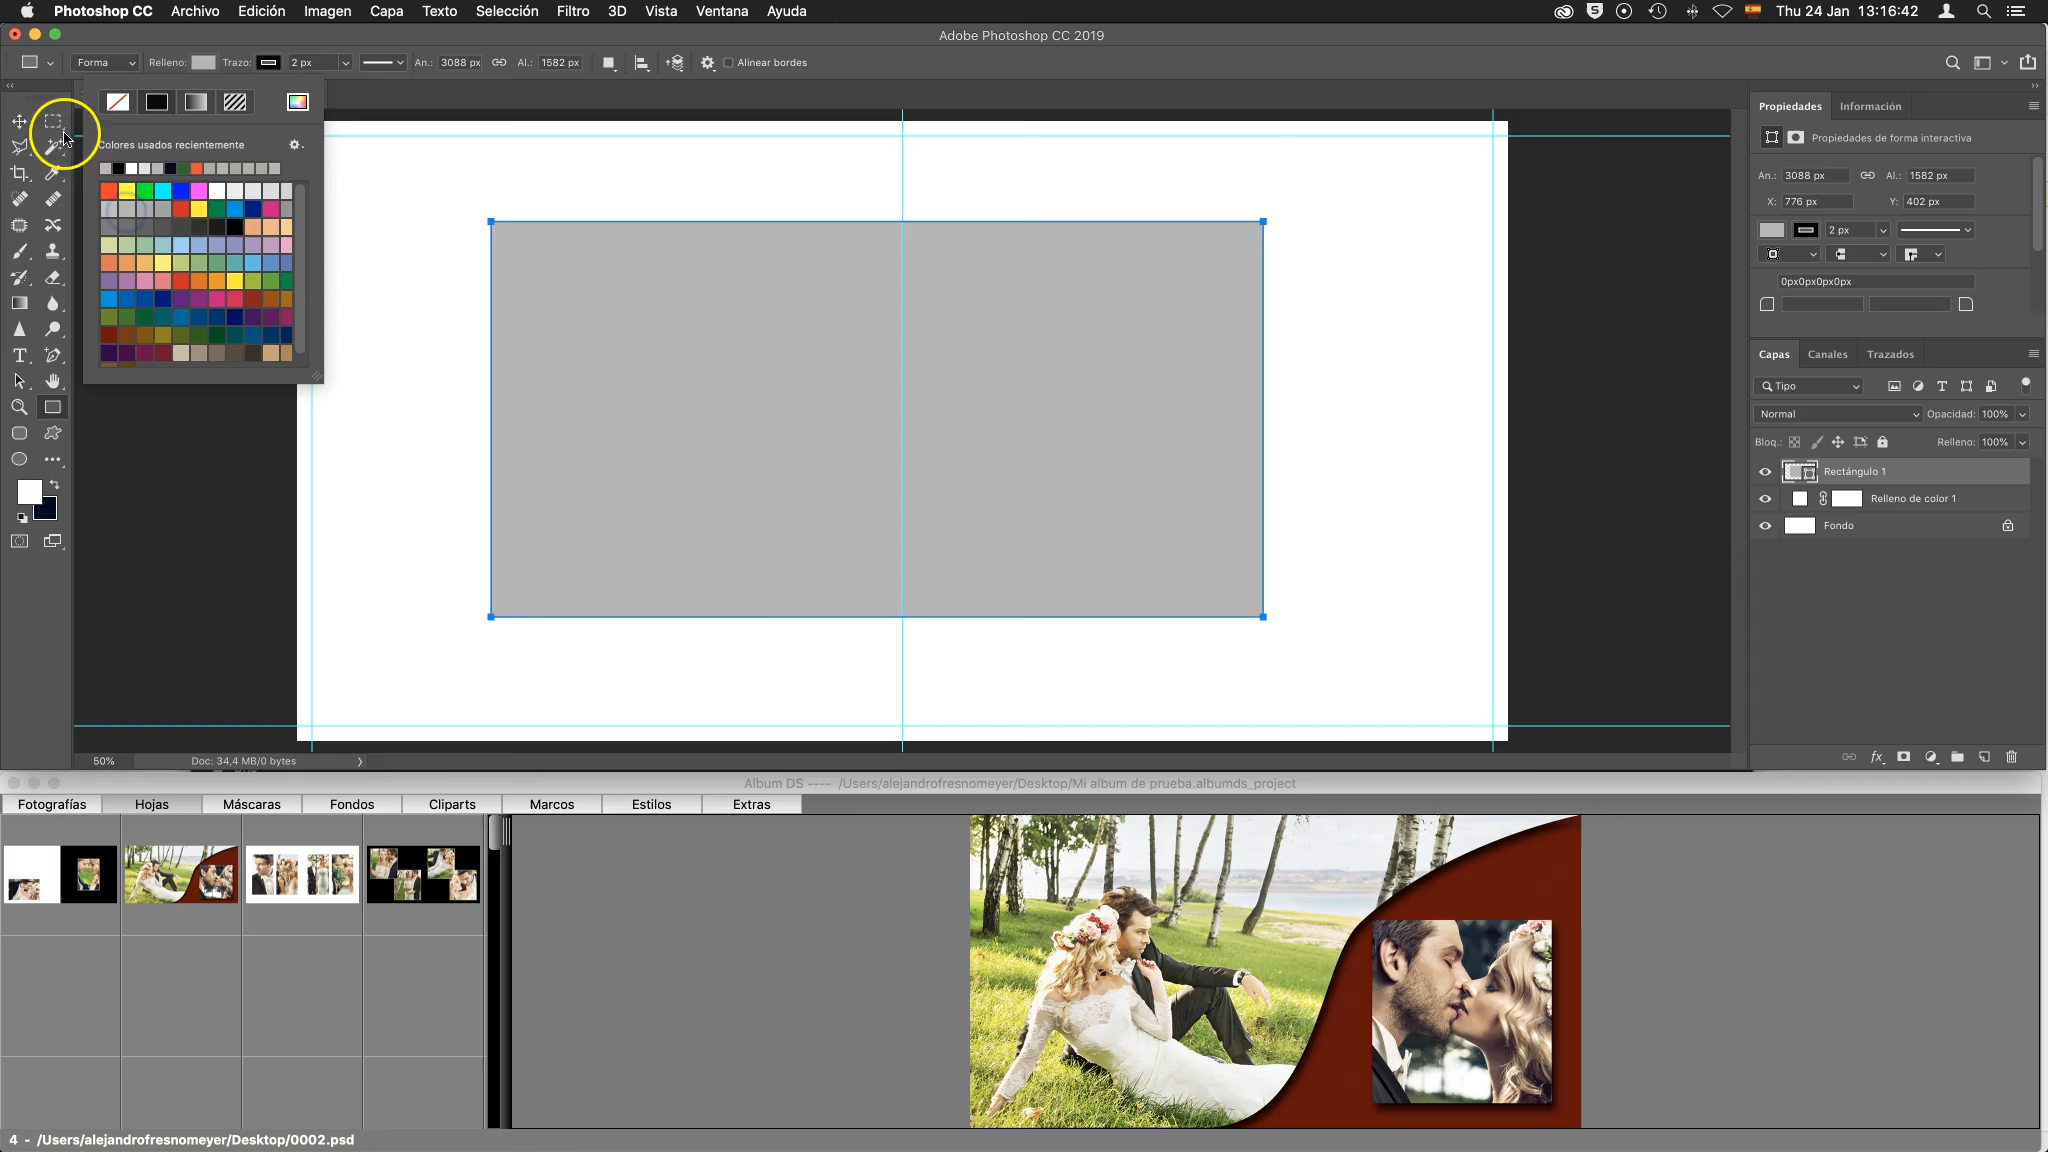 Photoshop CC Archivo Edición Imagen Capa Texto Selección Filtro 3D Vista Ventana Ayuda Thu 24 Jan 13:16:42
Adobe Photoshop CC 2019
Forma Relleno: Trazo: 2 px An.: 3088 px Al.: 1582 px Alinear bordes
Colores usados recientemente
Propiedades Información
Propiedades de forma interactiva
An.: 3088 px Al.: 1582 px
X: 776 px Y: 402 px
2 px
0px0px0px0px
Capas Canales Trazados
Tipo
Normal Opacidad: 100%
Bloq.: Relleno: 100%
Rectángulo 1
Relleno de color 1
Fondo
50% Doc: 34,4 MB/0 bytes
Album DS ---- /Users/alejandrofresnomeyer/Desktop/Mi album de prueba.albumds_project
Fotografías Hojas Máscaras Fondos Cliparts Marcos Estilos Extras
4 - /Users/alejandrofresnomeyer/Desktop/0002.psd